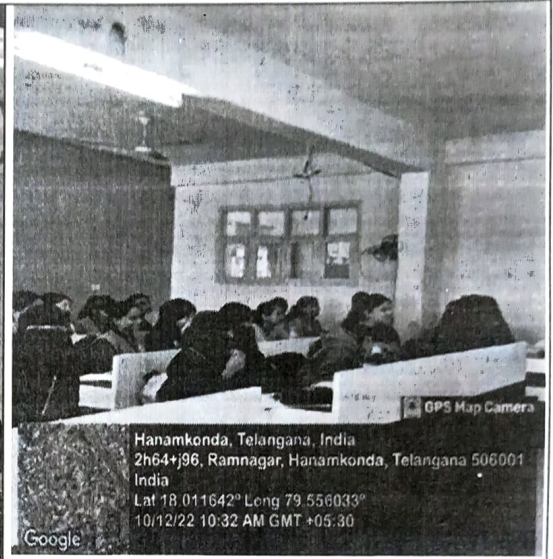 GPS Map Camera
Hanamkonda, Telangana, India
2h64+j96, Ramnagar, Hanamkonda, Telangana 506001
India
Lat 18.011642° Long 79.556033°
10/12/22 10:32 AM GMT +05:30
Google